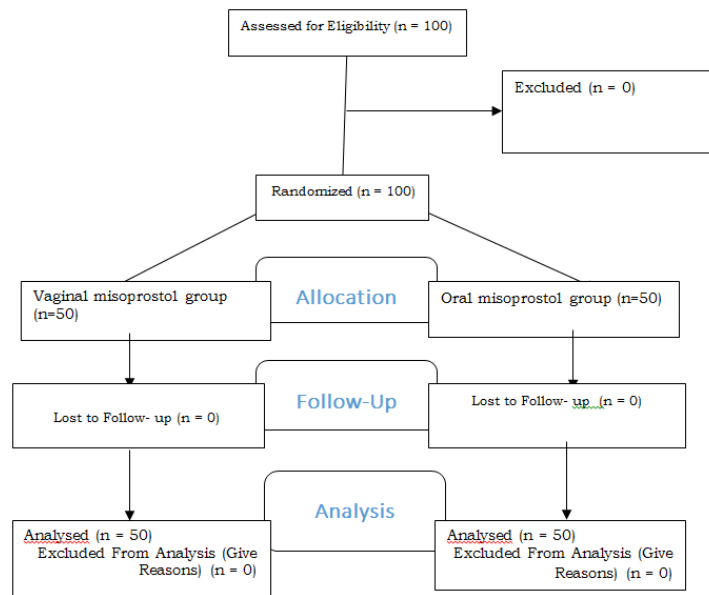 Assessed for Eligibility (n = 100)
Excluded (n = 0)
Randomized (n = 100)
Allocation
Vaginal misoprostol group
(n=50)
Oral misoprostol group (n=50)
Follow-Up
Lost to Follow- up (n = 0)
Lost to Follow- up (n = 0)
Analysis
Analysed (n = 50)
Excluded From Analysis (Give
Reasons) (n = 0)
Analysed (n = 50)
Excluded From Analysis (Give
Reasons) (n = 0)